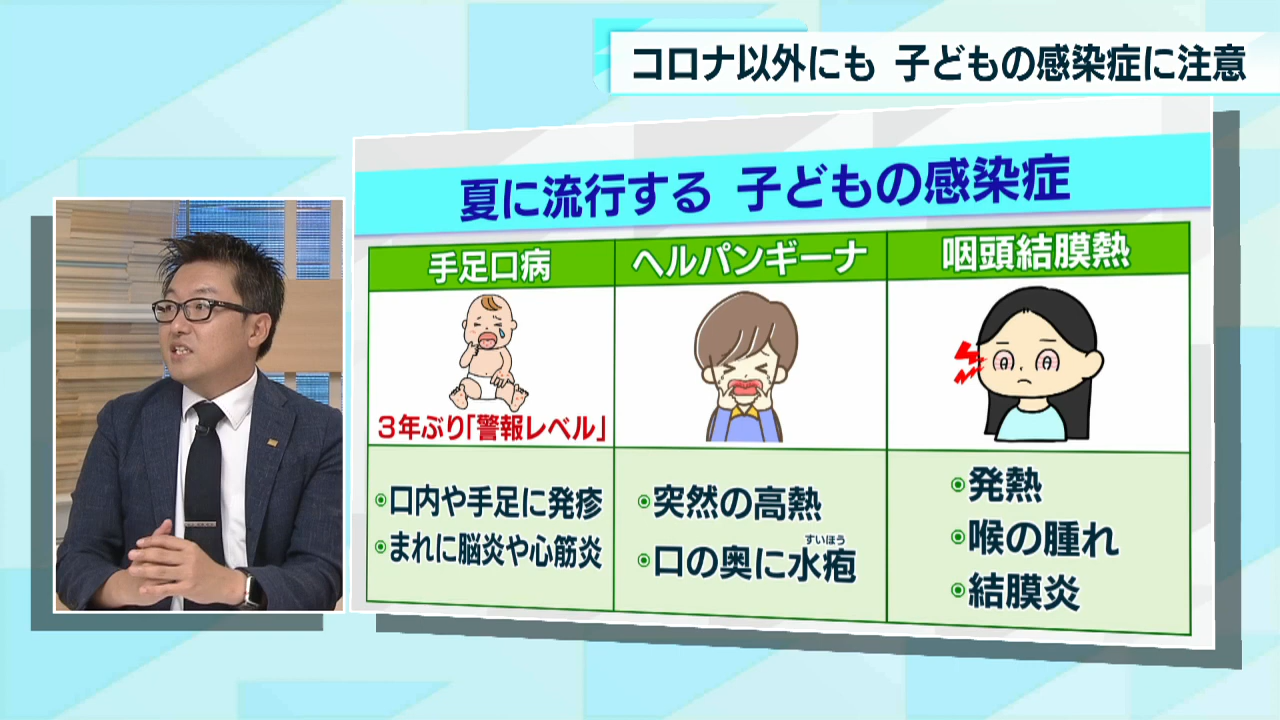 コロナ以外にも 子どもの感染症に注意
夏に流行する 子どもの感染症
手足口病
ヘルパンギーナ
咽頭結膜熱
3年ぶり「警報レベル」
口内や手足に発疹
まれに脳炎や心筋炎
突然の高熱
すいほう
口の奥に水疱
発熱
喉の腫れ
結膜炎